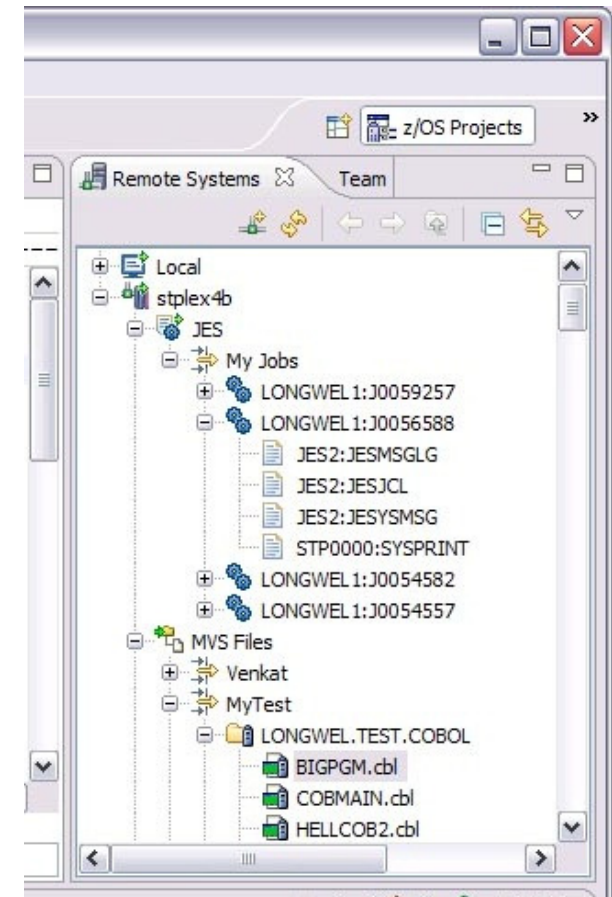 z/OS Projects »
Remote Systems Team
Local
stplex4b
JES
My Jobs
LONGWEL1:J0059257
LONGWEL1:J0056588
JES2:JESMSGLG
JES2:JESJCL
JES2:JESYSMSG
STP0000:SYSPRINT
LONGWEL1:J0054582
LONGWEL1:J0054557
MVS Files
Venkat
MyTest
LONGWEL.TEST.COBOL
BIGPGM.cbl
COBMAIN.cbl
HELLCOB2.cbl